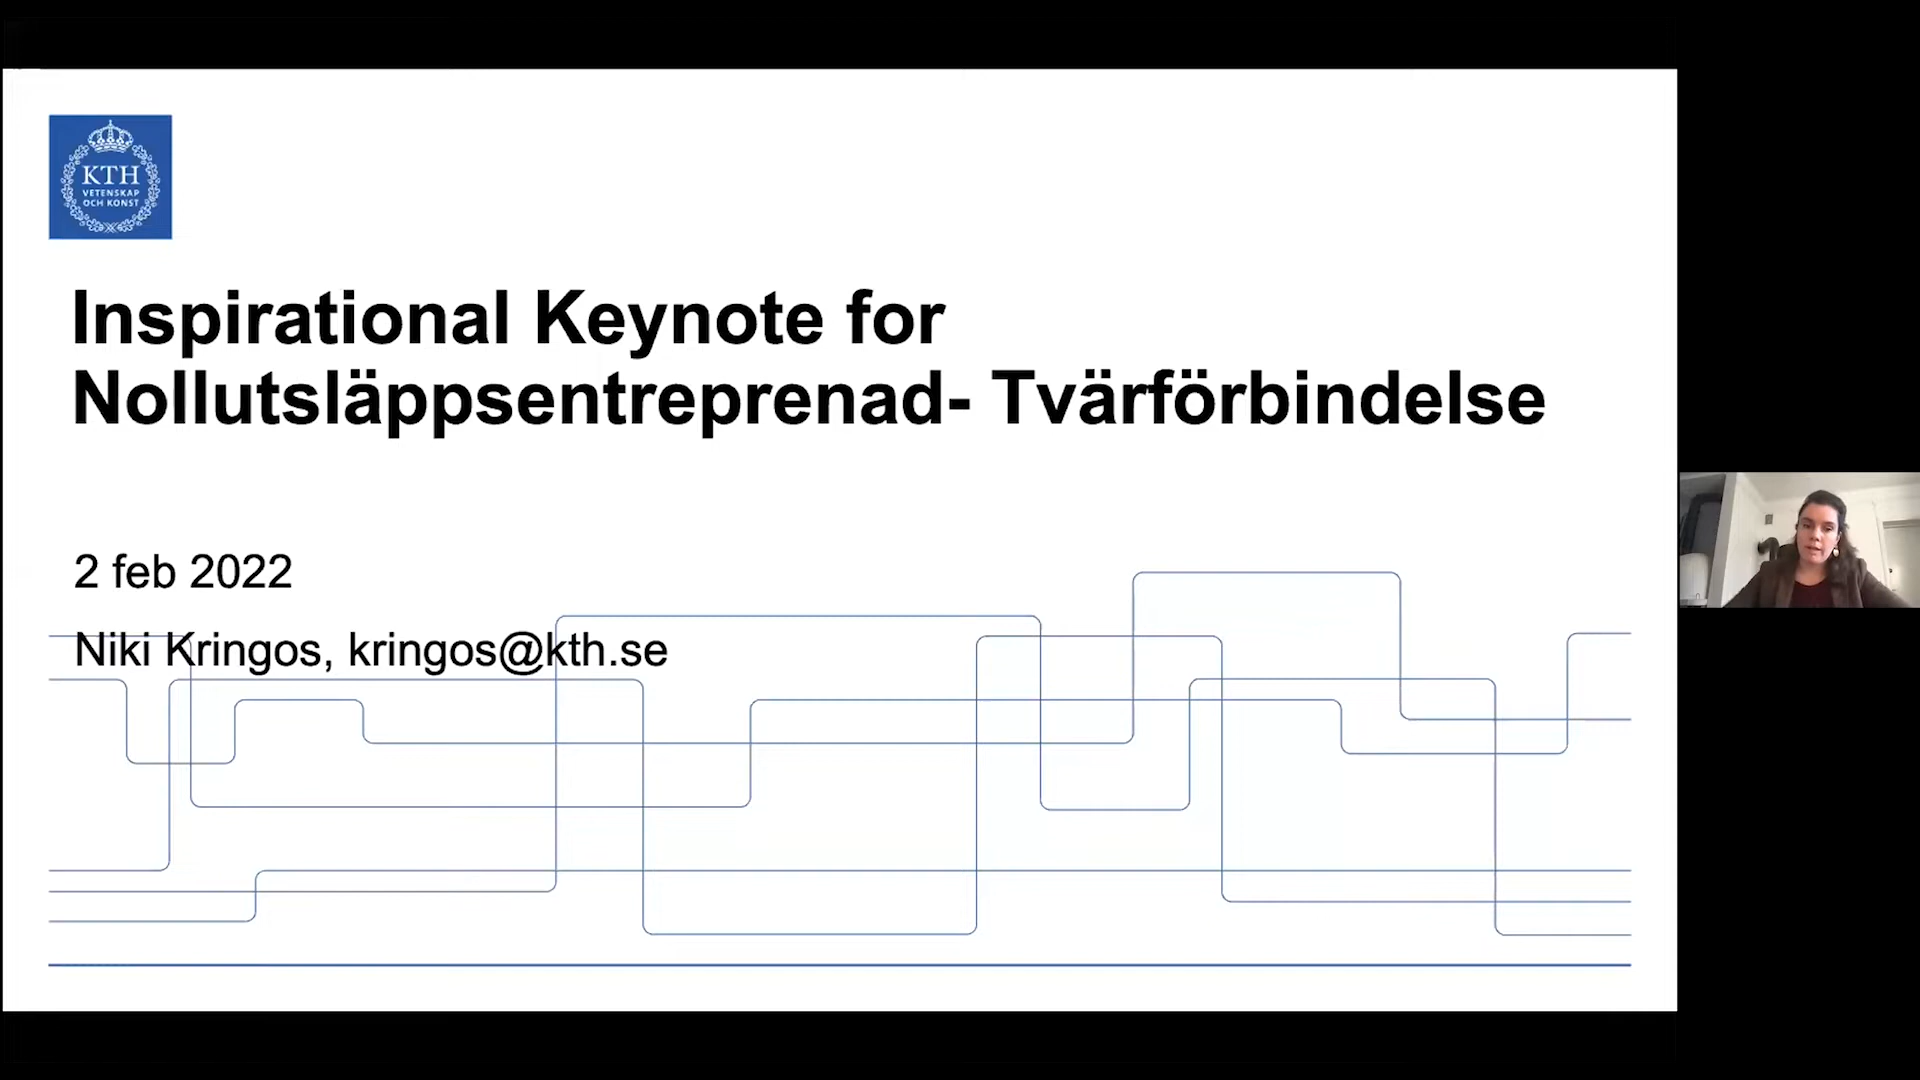 KTH
VETENSKAP
OCH KONST
Inspirational Keynote for
Nollutsläppsentreprenad- Tvärförbindelse
2 feb 2022
Niki Kringos, kringos@kth.se